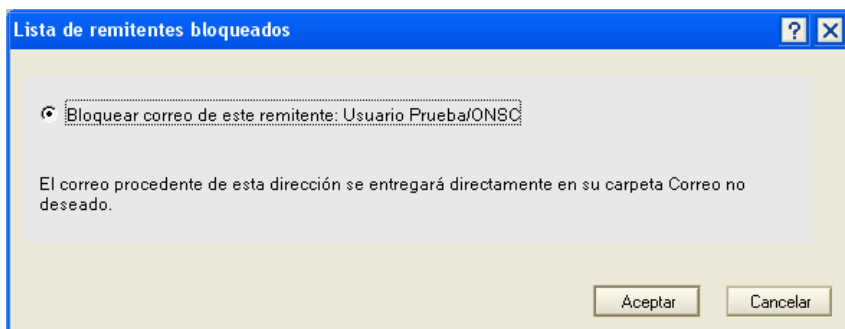 Lista de remitentes bloqueados
Bloquear correo de este remitente: Usuario Prueba/ONSC
El correo procedente de esta dirección se entregará directamente en su carpeta Correo no
deseado.
Aceptar Cancelar